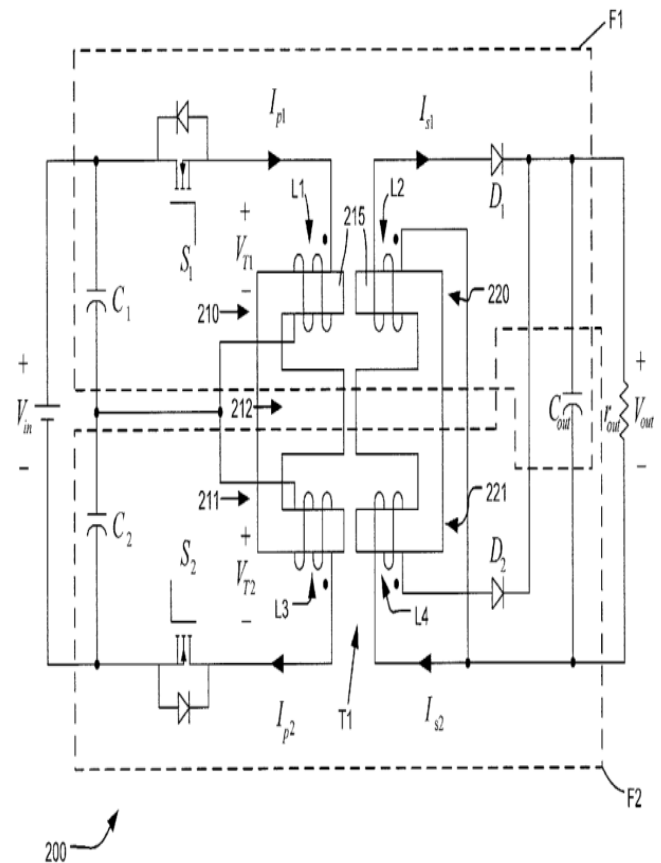 F1
I_p1
I_s1
L1
L2
215
D_1
+
V_T1
−
S_1
210
220
C_1
+
V_in
−
212
C_out
r_out
+
V_out
−
211
221
C_2
S_2
+
V_T2
−
D_2
L3
L4
I_p2
T1
I_s2
F2
200